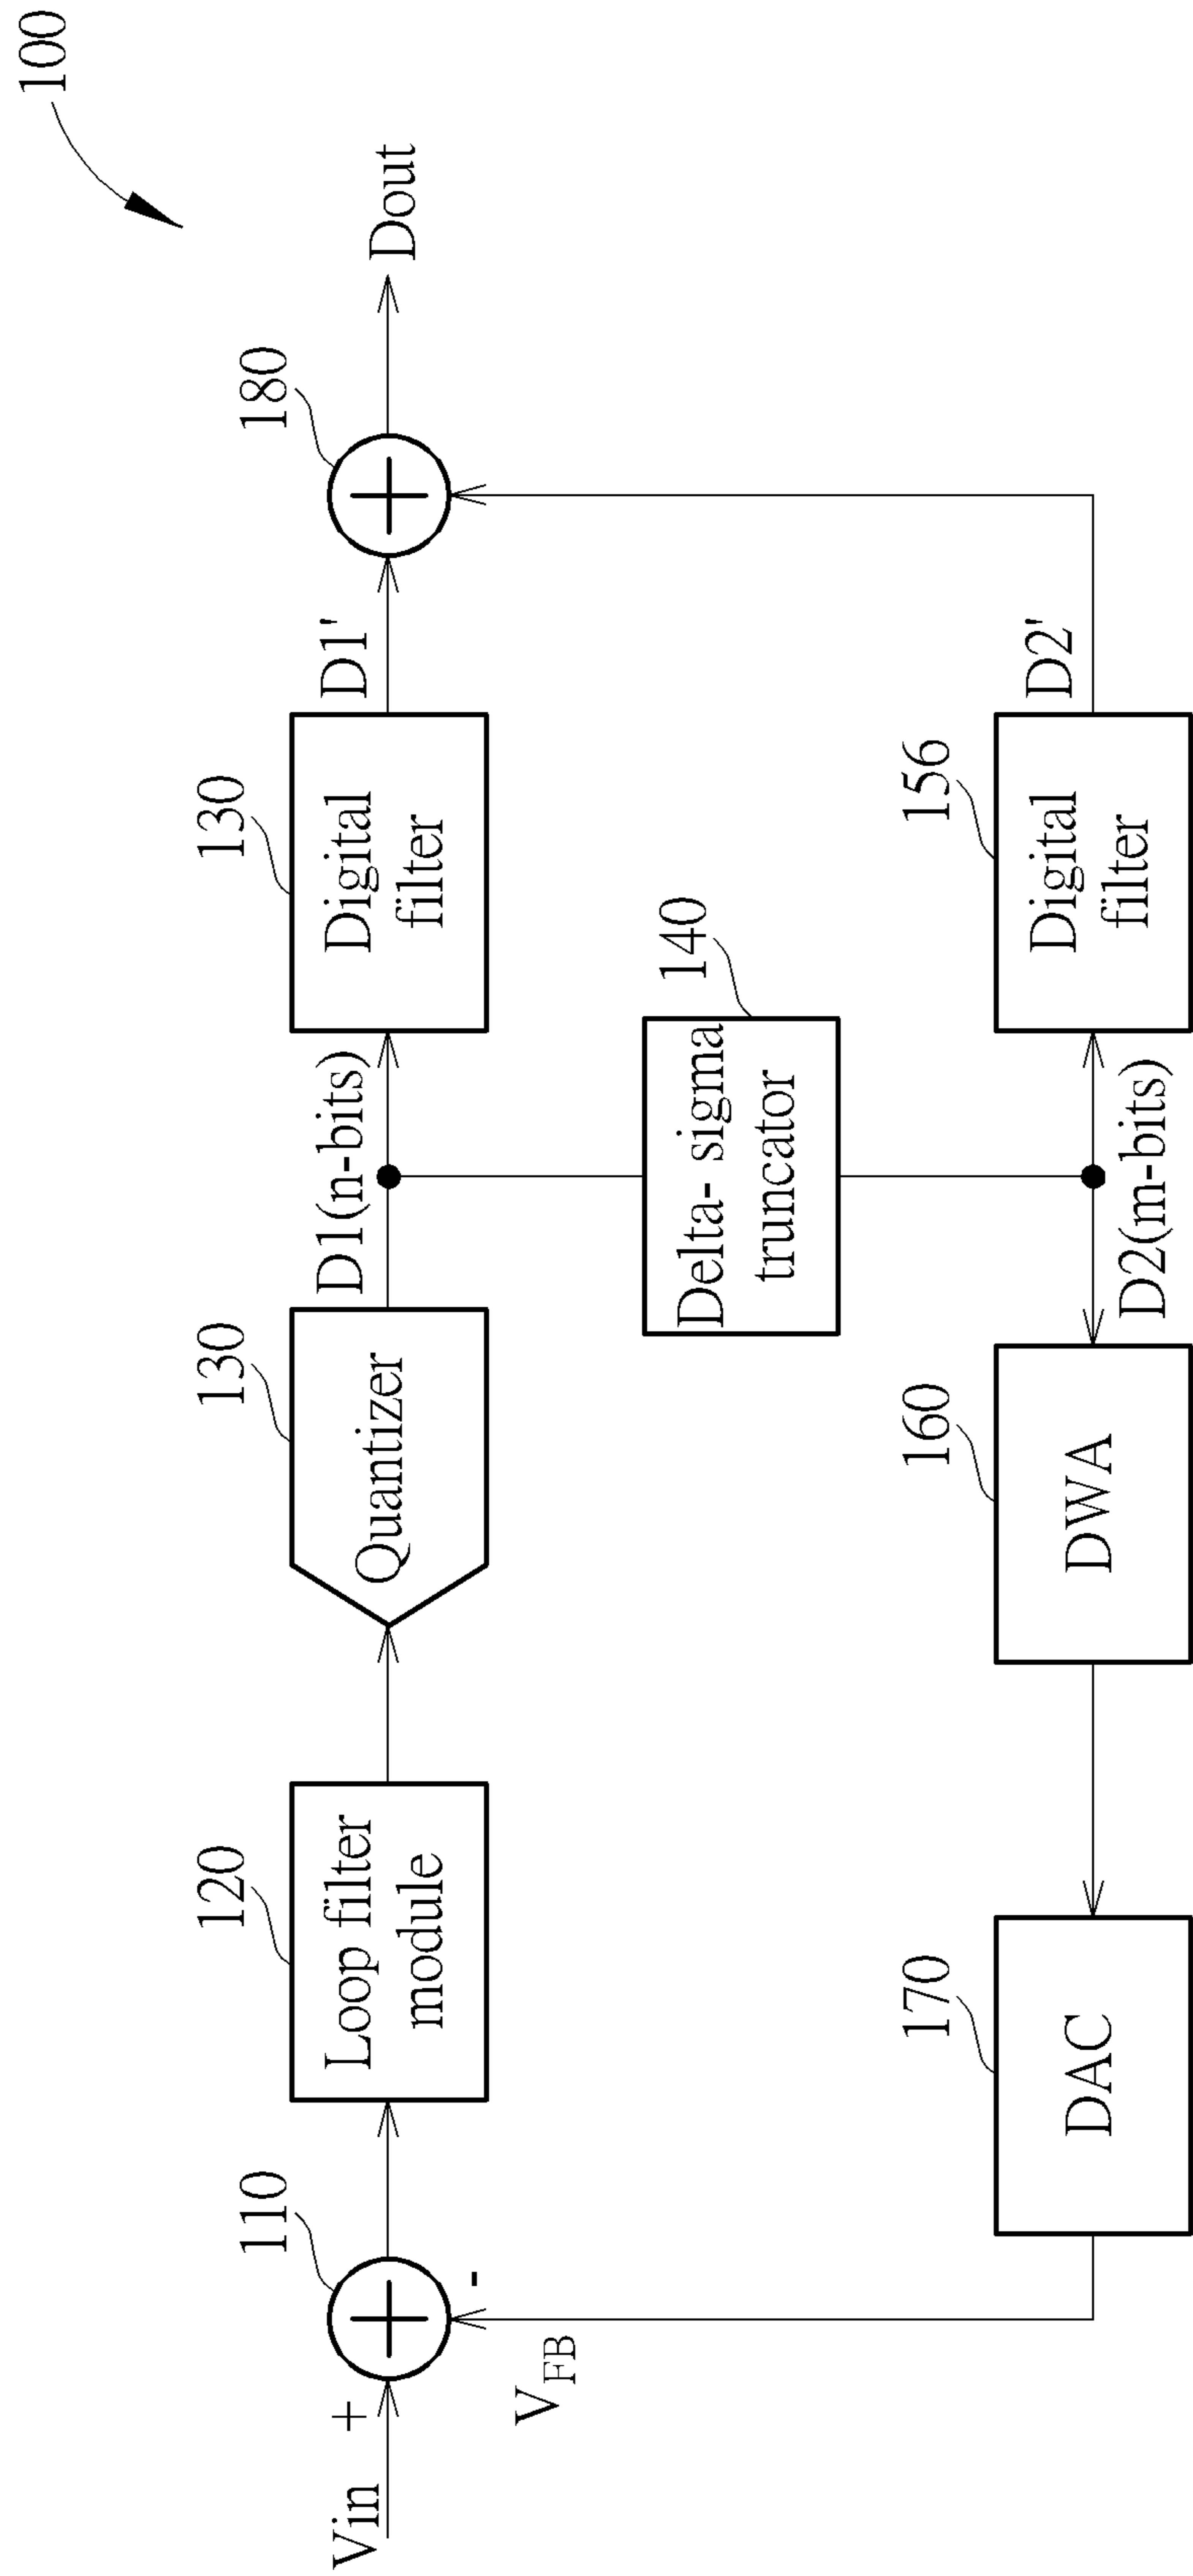 100
110
120
130
130
180
Vin
+
Loop filter
module
Quantizer
D1(n-bits)
Digital
filter
D1'
Dout
-
V_FB
140
Delta- sigma
truncator
170
160
156
DAC
DWA
D2(m-bits)
Digital
filter
D2'